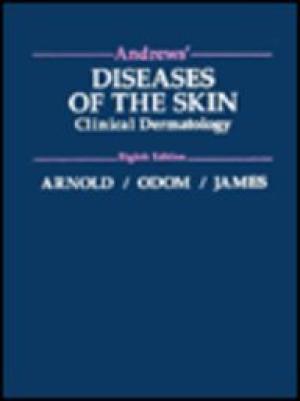 Andrews'
DISEASES
OF THE SKIN
Clinical Dermatology
Eighth Edition
ARNOLD / ODOM / JAMES